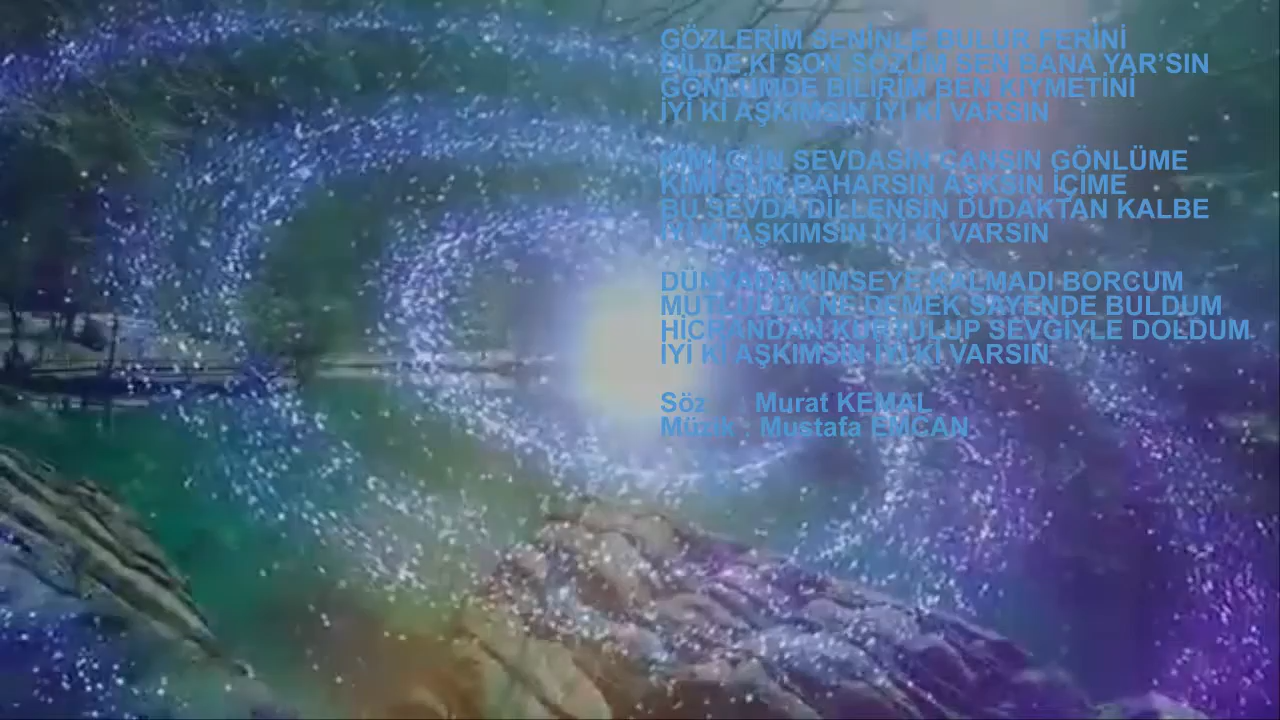 GÖZLERİM SENİNLE BULUR FERİNİ
DİLDE Kİ SON SÖZÜM SEN BANA YAR'SIN
GÖNLÜMDE BİLİRİM BEN KIYMETİNİ
İYİ Kİ AŞKIMSIN İYİ Kİ VARSIN
KİMİ GÜN SEVDASIN CANSIN GÖNLÜME
KİMİ GÜN BAHARSIN AŞKSIN İÇİME
BU SEVDA DİLLENSİN DUDAKTAN KALBE
İYİ Kİ AŞKIMSIN İYİ Kİ VARSIN
DÜNYADA KİMSEYE KALMADI BORCUM
MUTLULUK NE DEMEK SAYENDE BULDUM
HİCRANDAN KURTULUP SEVGİYLE DOLDUM
İYİ Kİ AŞKIMSIN İYİ Kİ VARSIN
Söz : Murat KEMAL
Müzik : Mustafa EMCAN